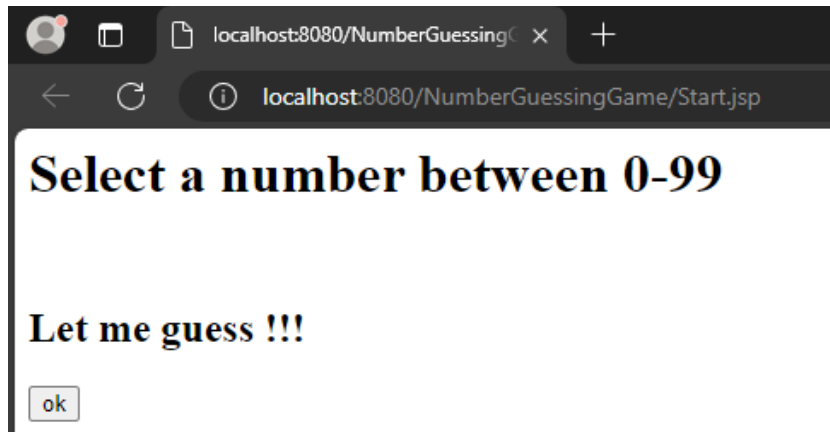 localhost:8080/NumberGuessingG
localhost:8080/NumberGuessingGame/Start.jsp
Select a number between 0-99
Let me guess !!!
ok